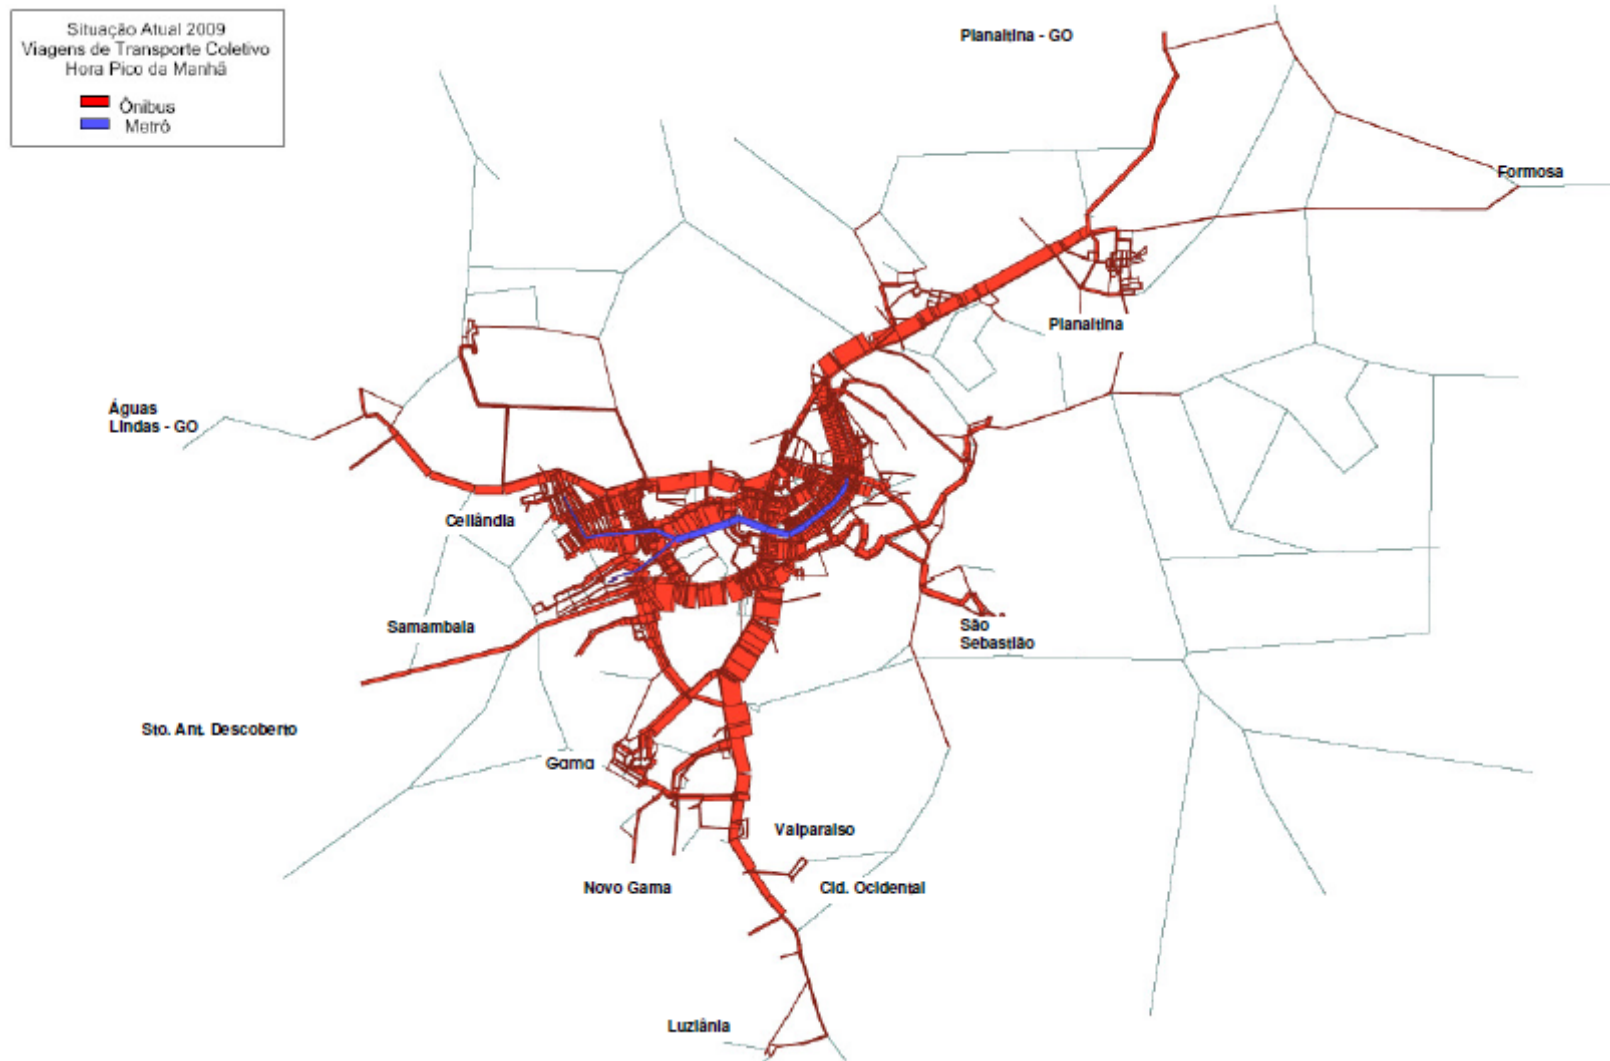 Situação Atual 2009
Viagens de Transporte Coletivo
Hora Pico da Manhã
Ônibus
Metrô
Planaltina - GO
Formosa
Planaltina
Águas
Lindas - GO
Ceilândia
Samambaia
São
Sebastião
Sto. Ant. Descoberto
Gama
Valparaiso
Novo Gama
Cid. Ocidental
Luziânia